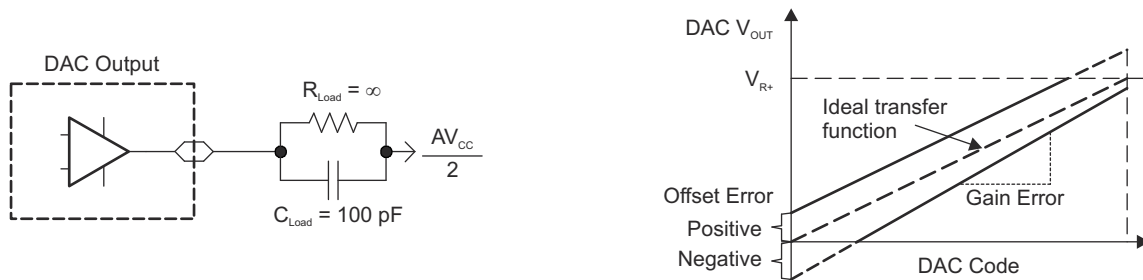 DAC Output
R_Load = ∞
C_Load = 100 pF
AV_CC
2
DAC V_OUT
V_R+
Ideal transfer
function
Offset Error
Positive
Negative
Gain Error
DAC Code